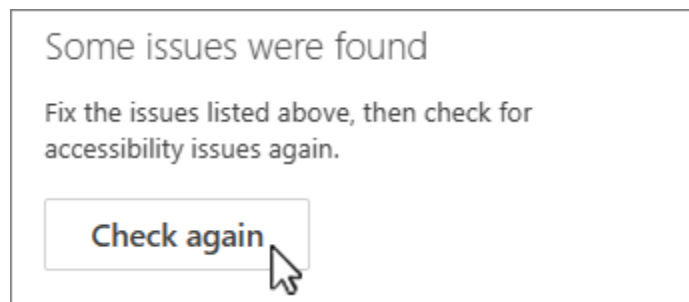 Some issues were found
Fix the issues listed above, then check for
accessibility issues again.
Check again